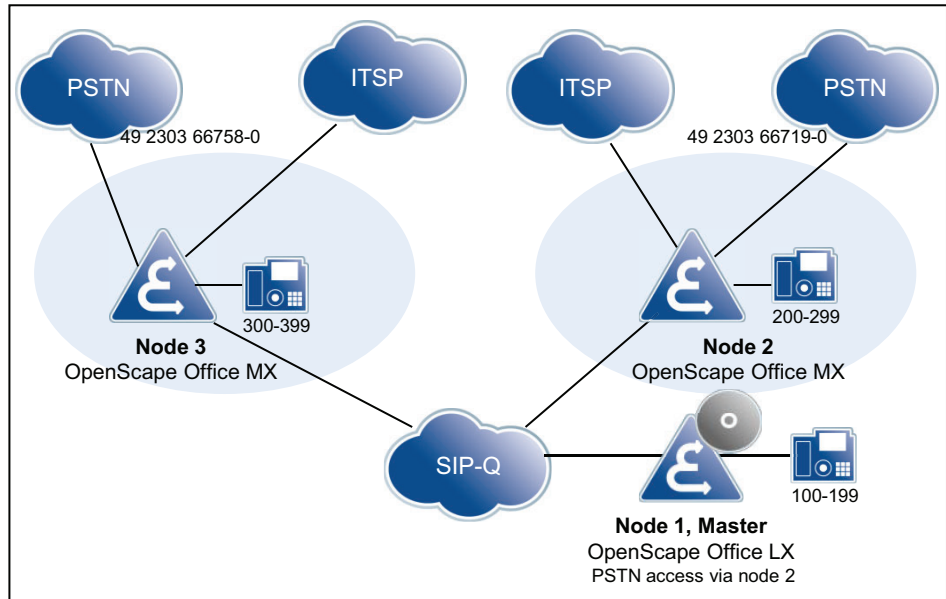 PSTN
ITSP
ITSP
PSTN
49 2303 66758-0
49 2303 66719-0
300-399
200-299
Node 3
OpenScape Office MX
Node 2
OpenScape Office MX
SIP-Q
100-199
Node 1, Master
OpenScape Office LX
PSTN access via node 2